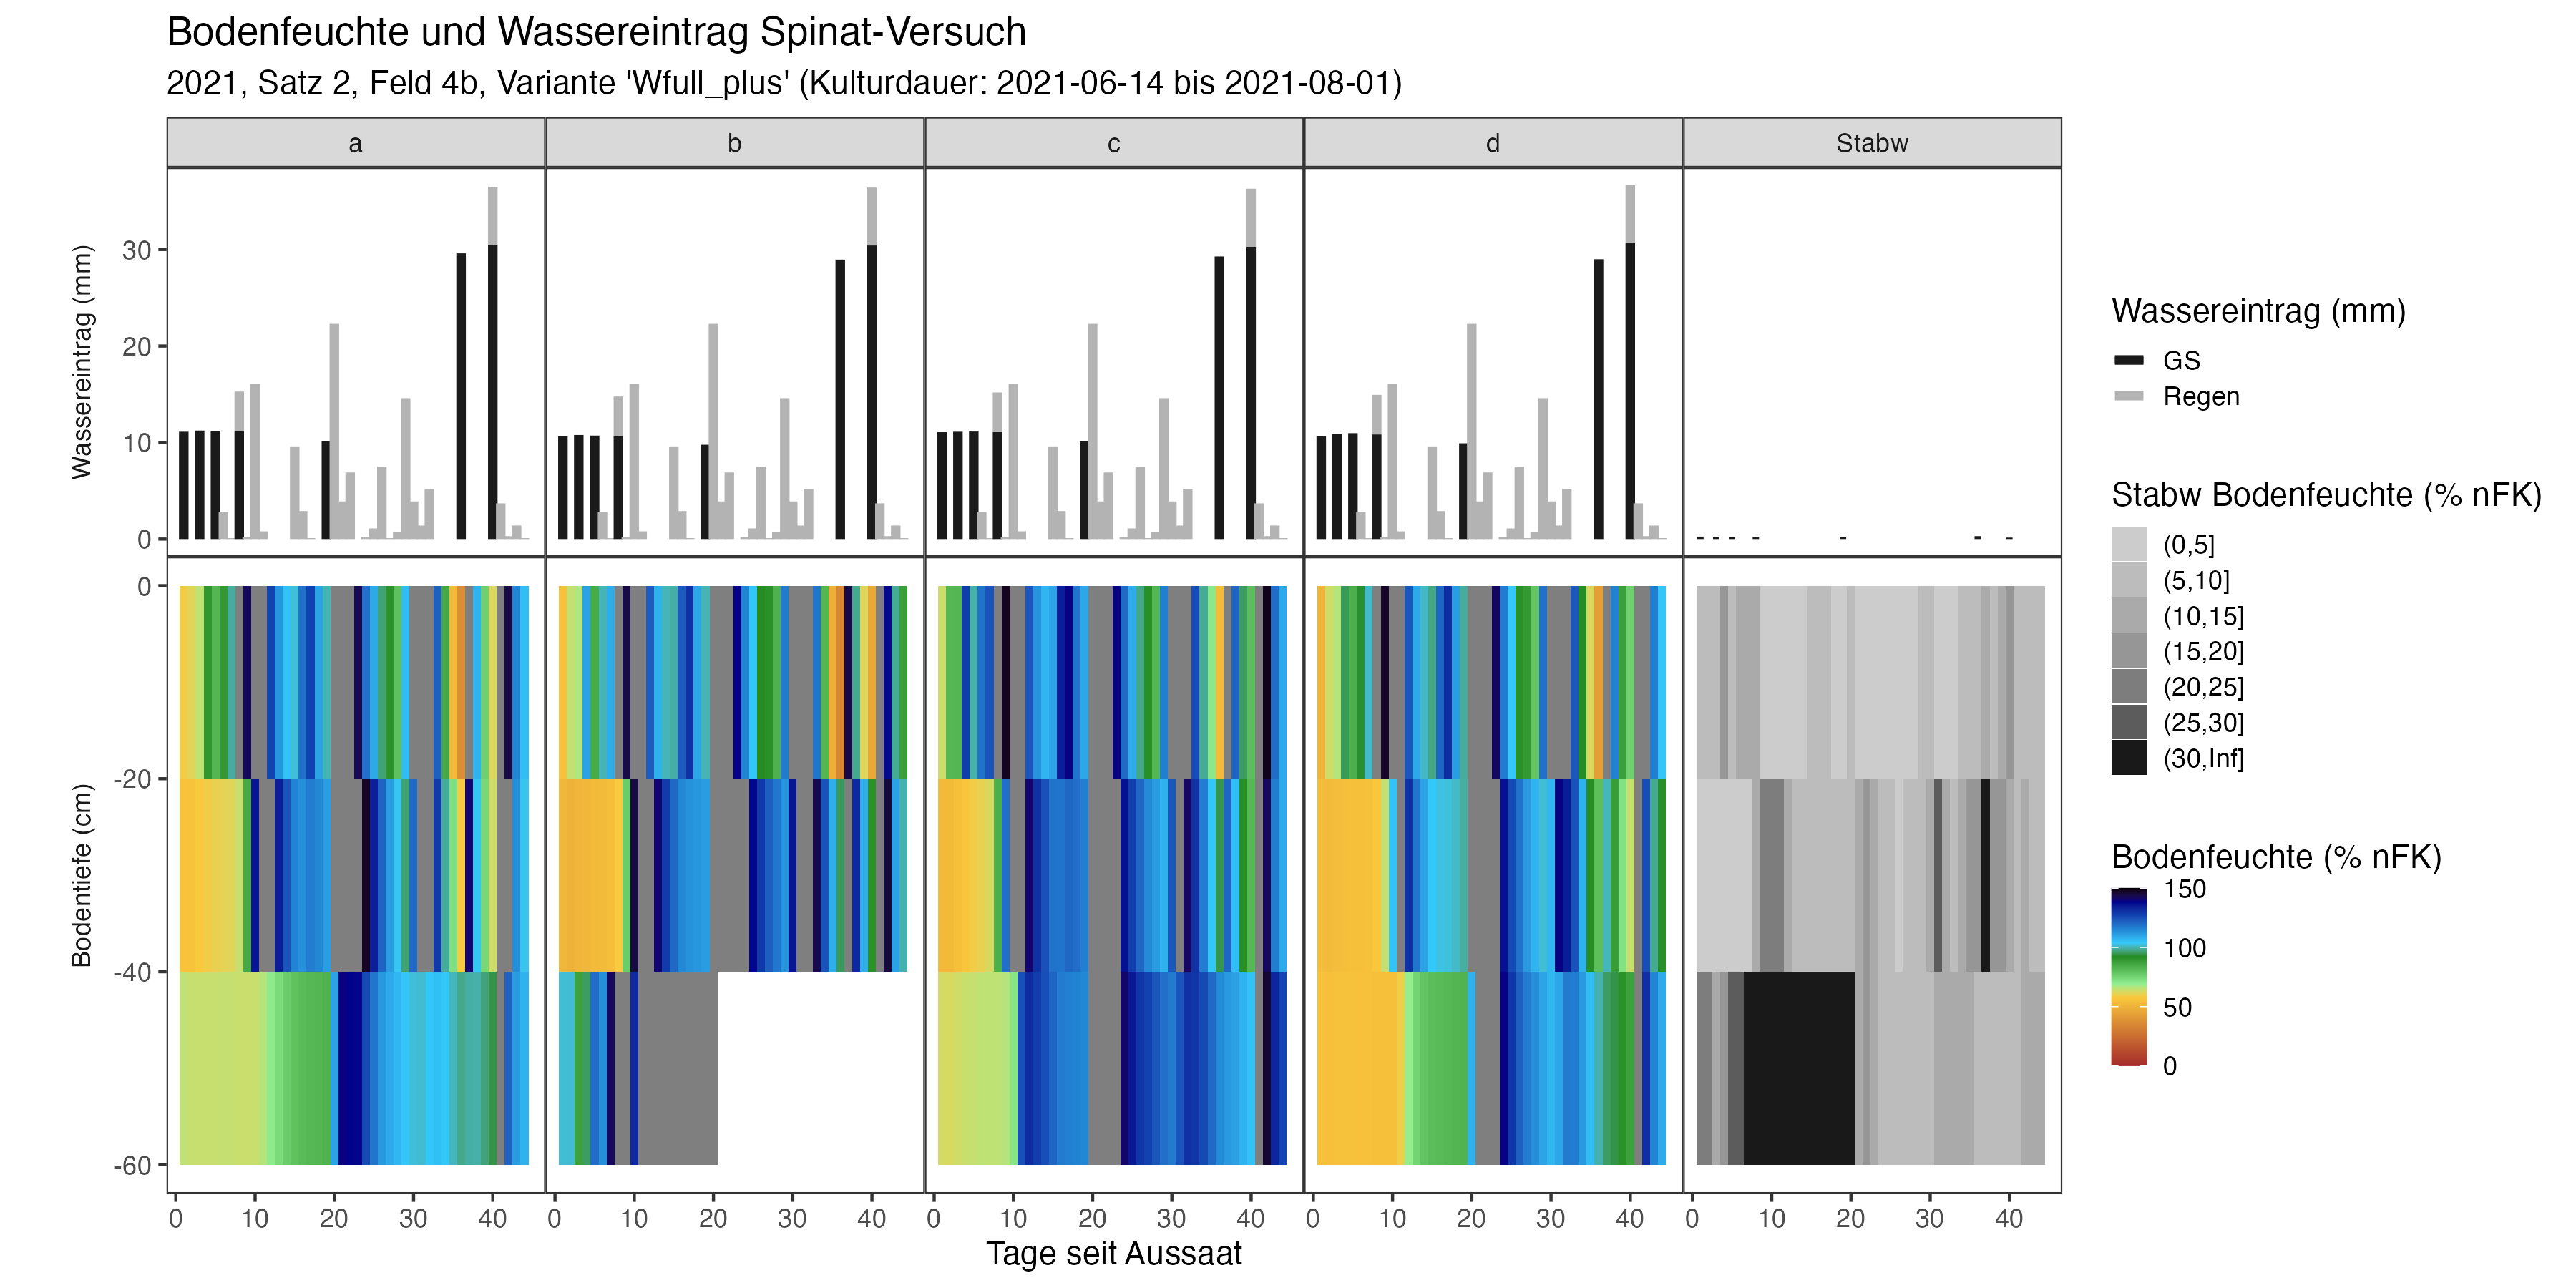 Bodenfeuchte und Wassereintrag Spinat-Versuch
2021, Satz 2, Feld 4b, Variante 'Wfull_plus' (Kulturdauer: 2021-06-14 bis 2021-08-01)
a b c d Stabw
Wassereintrag (mm)
30
20
10
0
Bodentiefe (cm)
0
-20
-40
-60
0 10 20 30 40 0 10 20 30 40 0 10 20 30 40 0 10 20 30 40 0 10 20 30 40
Tage seit Aussaat
Wassereintrag (mm)
GS
Regen
Stabw Bodenfeuchte (% nFK)
(0,5]
(5,10]
(10,15]
(15,20]
(20,25]
(25,30]
(30,Inf]
Bodenfeuchte (% nFK)
150
100
50
0